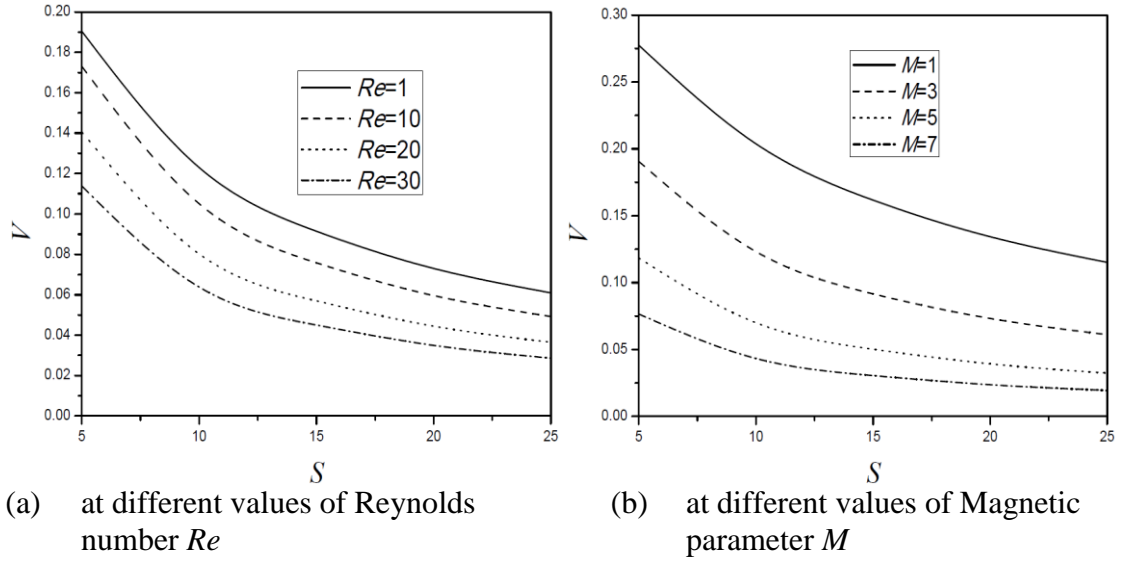 0.20
0.18
0.16
0.14
0.12
0.10
0.08
0.06
0.04
0.02
0.00
V
5 10 15 20 25
S
Re=1
Re=10
Re=20
Re=30
(a) at different values of Reynolds
number Re
0.30
0.25
0.20
0.15
0.10
0.05
0.00
V
5 10 15 20 25
S
M=1
M=3
M=5
M=7
(b) at different values of Magnetic
parameter M